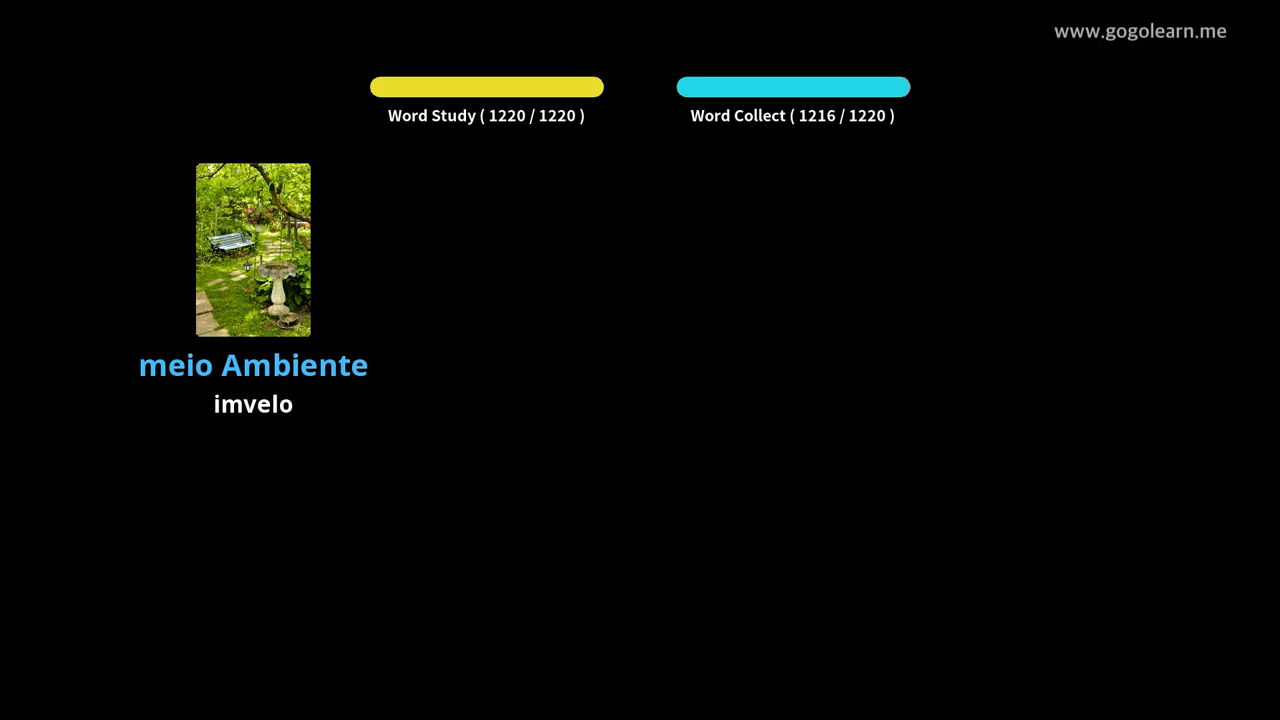 www.gogolearn.me
Word Study ( 1220 / 1220 )
Word Collect ( 1216 / 1220 )
meio Ambiente
imvelo